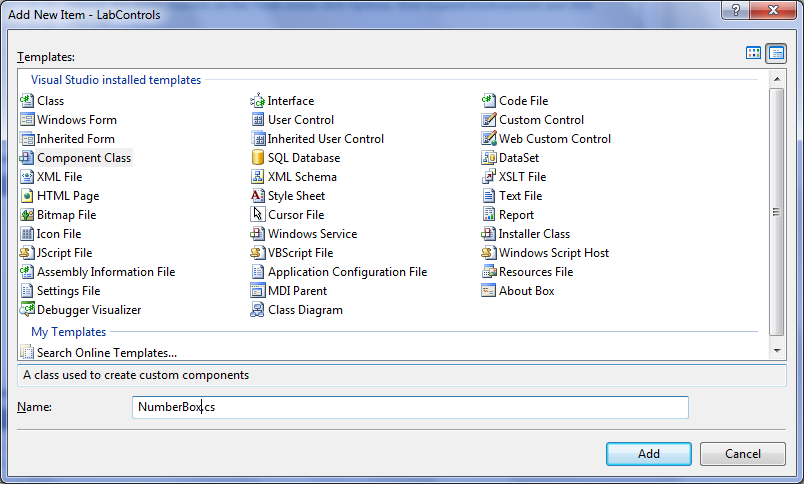 Add New Item - LabControls
Templates:
Visual Studio installed templates
Class Interface Code File
Windows Form User Control Custom Control
Inherited Form Inherited User Control Web Custom Control
Component Class SQL Database DataSet
XML File XML Schema XSLT File
HTML Page Style Sheet Text File
Bitmap File Cursor File Report
Icon File Windows Service Installer Class
JScript File VBScript File Windows Script Host
Assembly Information File Application Configuration File Resources File
Settings File MDI Parent About Box
Debugger Visualizer Class Diagram
My Templates
Search Online Templates...
A class used to create custom components
Name: NumberBox.cs
Add Cancel